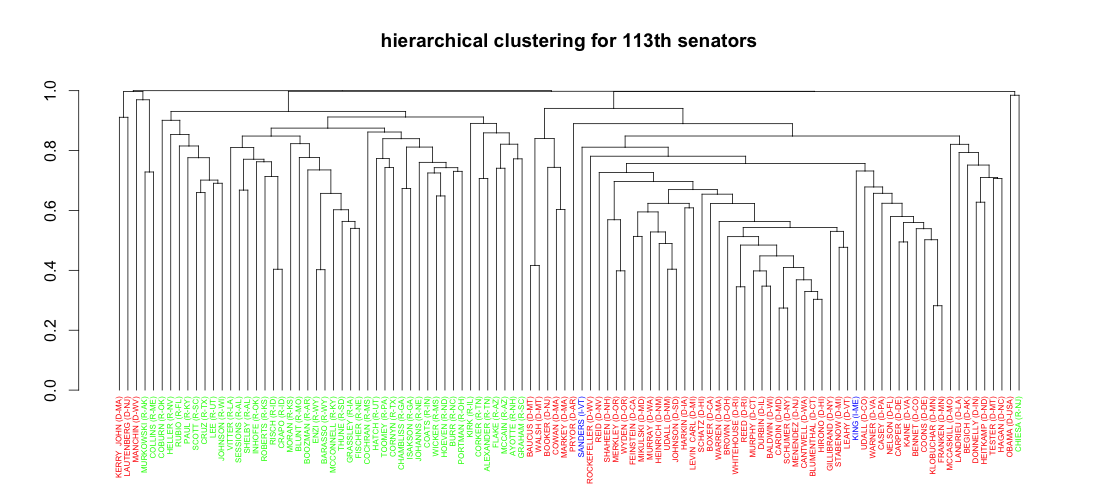 hierarchical clustering for 113th senators
1.0
0.8
0.6
0.4
0.2
0.0
KERRY, JOHN (D-MA)
LAUTENBERG (D-NJ)
MANCHIN (D-WV)
MURKOWSKI (R-AK)
COLLINS (R-ME)
COBURN (R-OK)
HELLER (R-NV)
RUBIO (R-FL)
PAUL (R-KY)
SCOTT (R-SC)
CRUZ (R-TX)
LEE (R-UT)
JOHNSON (R-WI)
VITTER (R-LA)
SESSIONS (R-AL)
SHELBY (R-AL)
INHOFE (R-OK)
ROBERTS (R-KS)
RISCH (R-ID)
CRAPO (R-ID)
MORAN (R-KS)
BLUNT (R-MO)
BOOZMAN (R-AR)
ENZI (R-WY)
BARRASSO (R-WY)
MCCONNELL (R-KY)
THUNE (R-SD)
GRASSLEY (R-IA)
FISCHER (R-NE)
COCHRAN (R-MS)
HATCH (R-UT)
TOOMEY (R-PA)
CORNYN (R-TX)
CHAMBLISS (R-GA)
ISAKSON (R-GA)
JOHANNS (R-NE)
COATS (R-IN)
WICKER (R-MS)
HOEVEN (R-ND)
BURR (R-NC)
PORTMAN (R-OH)
KIRK (R-IL)
CORKER (R-TN)
ALEXANDER (R-TN)
FLAKE (R-AZ)
MCCAIN (R-AZ)
AYOTTE (R-NH)
GRAHAM (R-SC)
BAUCUS (D-MT)
WALSH (D-MT)
BOOKER (D-NJ)
COWAN (D-MA)
MARKEY (D-MA)
PRYOR (D-AR)
SANDERS (I-VT)
ROCKEFELLER (D-WV)
REID (D-NV)
SHAHEEN (D-NH)
MERKLEY (D-OR)
WYDEN (D-OR)
FEINSTEIN (D-CA)
MIKULSKI (D-MD)
MURRAY (D-WA)
HEINRICH (D-NM)
UDALL (D-NM)
JOHNSON (D-SD)
HARKIN (D-IA)
LEVIN, CARL (D-MI)
SCHATZ (D-HI)
BOXER (D-CA)
WARREN (D-MA)
BROWN (D-OH)
WHITEHOUSE (D-RI)
REED (D-RI)
MURPHY (D-CT)
DURBIN (D-IL)
BALDWIN (D-WI)
CARDIN (D-MD)
SCHUMER (D-NY)
MENENDEZ (D-NJ)
CANTWELL (D-WA)
BLUMENTHAL (D-CT)
HIRONO (D-HI)
GILLIBRAND (D-NY)
STABENOW (D-MI)
LEAHY (D-VT)
KING (I-ME)
UDALL (D-CO)
WARNER (D-VA)
CASEY (D-PA)
NELSON (D-FL)
CARPER (D-DE)
KAINE (D-VA)
BENNET (D-CO)
COONS (D-DE)
KLOBUCHAR (D-MN)
FRANKEN (D-MN)
MCCASKILL (D-MO)
LANDRIEU (D-LA)
BEGICH (D-AK)
DONNELLY (D-IN)
HEITKAMP (D-ND)
TESTER (D-MT)
HAGAN (D-NC)
OBAMA (D-USA)
CHIESA (R-NJ)